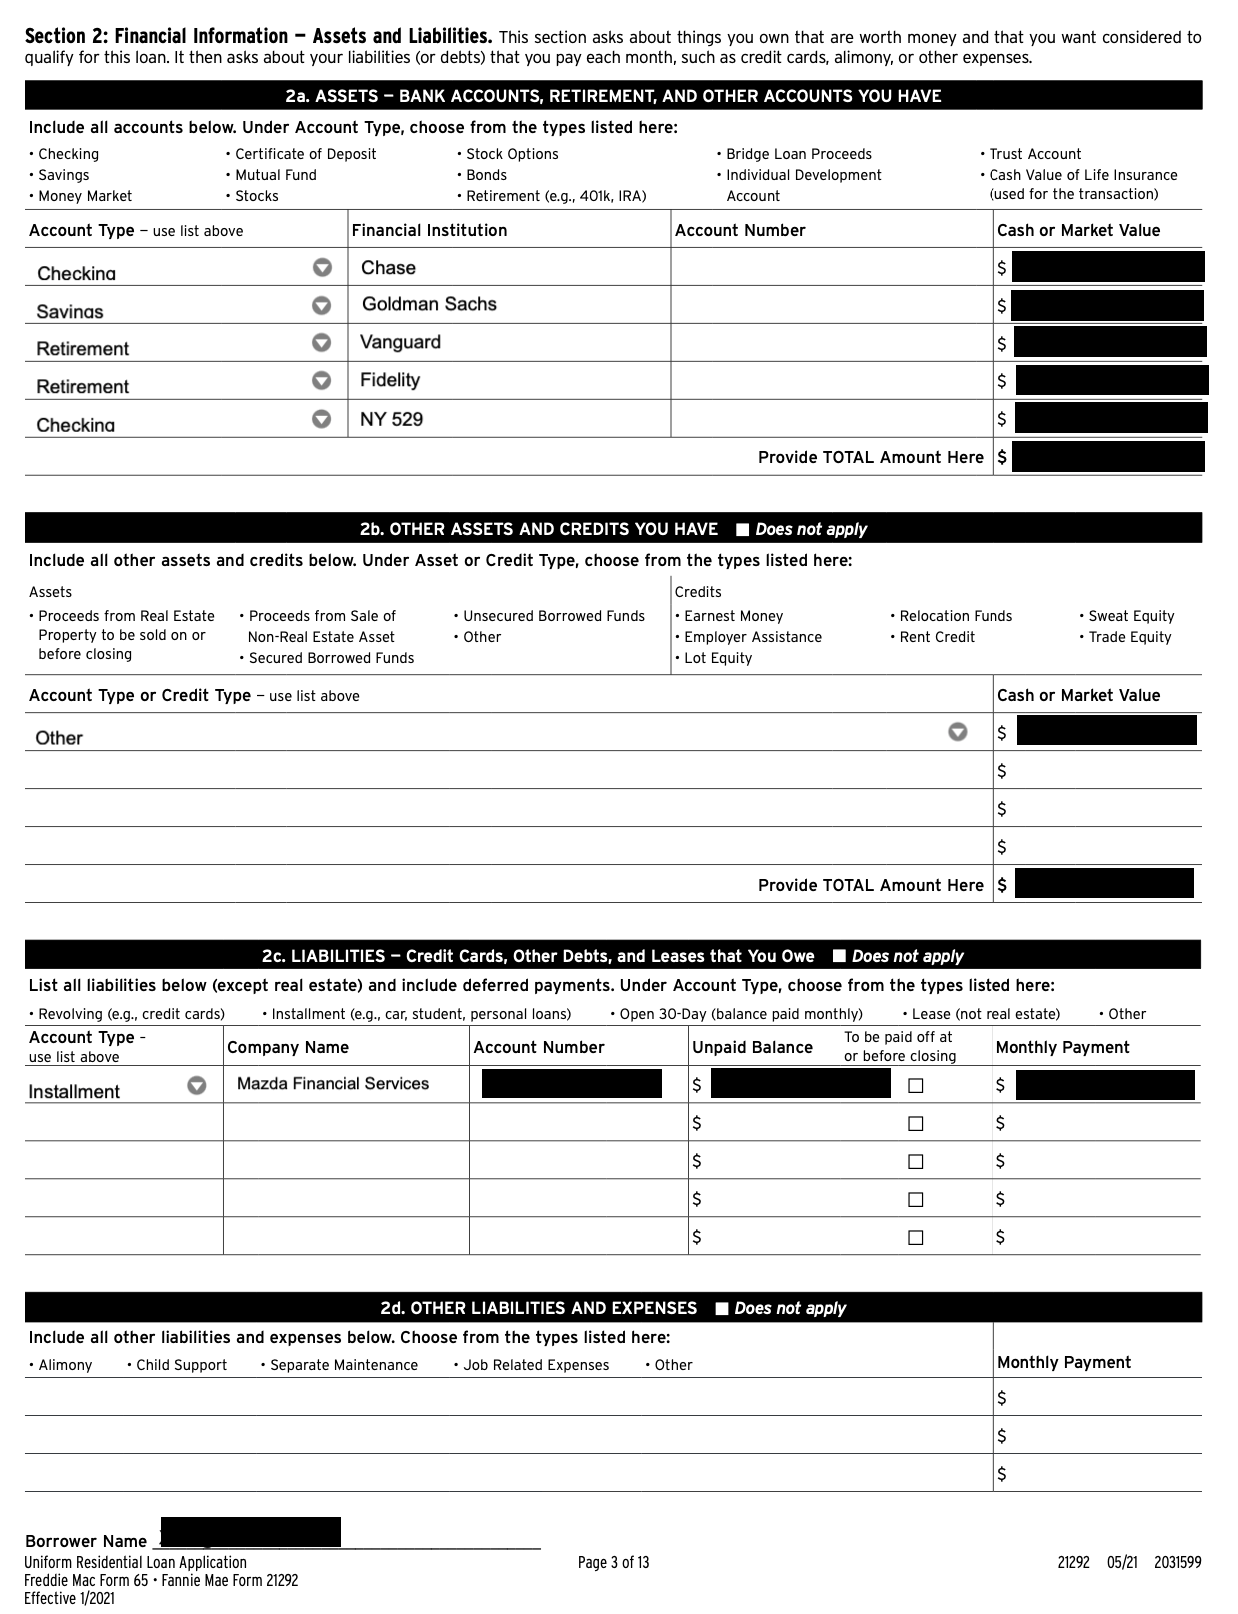 Section 2: Financial Information — Assets and Liabilities. This section asks about things you own that are worth money and that you want considered to
qualify for this loan. It then asks about your liabilities (or debts) that you pay each month, such as credit cards, alimony, or other expenses.
2a. ASSETS — BANK ACCOUNTS, RETIREMENT, AND OTHER ACCOUNTS YOU HAVE
Include all accounts below. Under Account Type, choose from the types listed here:
• Checking • Certificate of Deposit • Stock Options • Bridge Loan Proceeds • Trust Account
• Savings • Mutual Fund • Bonds • Individual Development • Cash Value of Life Insurance
• Money Market • Stocks • Retirement (e.g., 401k, IRA) Account (used for the transaction)
Account Type — use list above Financial Institution Account Number Cash or Market Value
Checking Chase $
Savings Goldman Sachs $
Retirement Vanguard $
Retirement Fidelity $
Checking NY 529 $
Provide TOTAL Amount Here $
2b. OTHER ASSETS AND CREDITS YOU HAVE Does not apply
Include all other assets and credits below. Under Asset or Credit Type, choose from the types listed here:
Assets Credits
• Proceeds from Real Estate • Proceeds from Sale of • Unsecured Borrowed Funds • Earnest Money • Relocation Funds • Sweat Equity
Property to be sold on or Non-Real Estate Asset • Other • Employer Assistance • Rent Credit • Trade Equity
before closing • Secured Borrowed Funds • Lot Equity
Account Type or Credit Type — use list above Cash or Market Value
Other $
$
$
$
Provide TOTAL Amount Here $
2c. LIABILITIES — Credit Cards, Other Debts, and Leases that You Owe Does not apply
List all liabilities below (except real estate) and include deferred payments. Under Account Type, choose from the types listed here:
• Revolving (e.g., credit cards) • Installment (e.g., car, student, personal loans) • Open 30-Day (balance paid monthly) • Lease (not real estate) • Other
Account Type - Company Name Account Number Unpaid Balance To be paid off at Monthly Payment
use list above or before closing
Installment Mazda Financial Services $ $
$ $
$ $
$ $
$ $
2d. OTHER LIABILITIES AND EXPENSES Does not apply
Include all other liabilities and expenses below. Choose from the types listed here:
• Alimony • Child Support • Separate Maintenance • Job Related Expenses • Other Monthly Payment
$
$
$
Borrower Name
Uniform Residential Loan Application Page 3 of 13 21292 05/21 2031599
Freddie Mac Form 65 • Fannie Mae Form 21292
Effective 1/2021